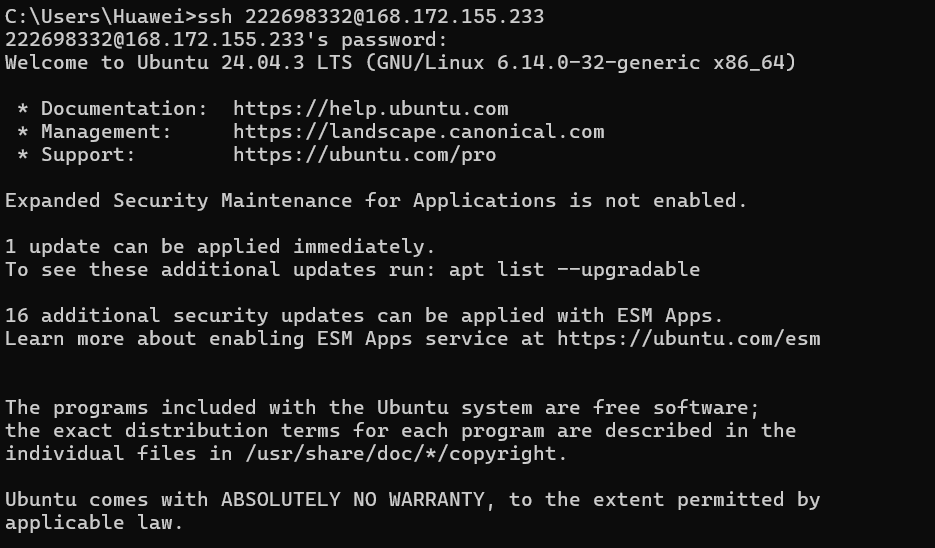 C:\Users\Huawei>ssh 222698332@168.172.155.233
222698332@168.172.155.233's password:
Welcome to Ubuntu 24.04.3 LTS (GNU/Linux 6.14.0-32-generic x86_64)
 * Documentation:  https://help.ubuntu.com
 * Management:     https://landscape.canonical.com
 * Support:        https://ubuntu.com/pro
Expanded Security Maintenance for Applications is not enabled.
1 update can be applied immediately.
To see these additional updates run: apt list --upgradable
16 additional security updates can be applied with ESM Apps.
Learn more about enabling ESM Apps service at https://ubuntu.com/esm
The programs included with the Ubuntu system are free software;
the exact distribution terms for each program are described in the
individual files in /usr/share/doc/*/copyright.
Ubuntu comes with ABSOLUTELY NO WARRANTY, to the extent permitted by
applicable law.